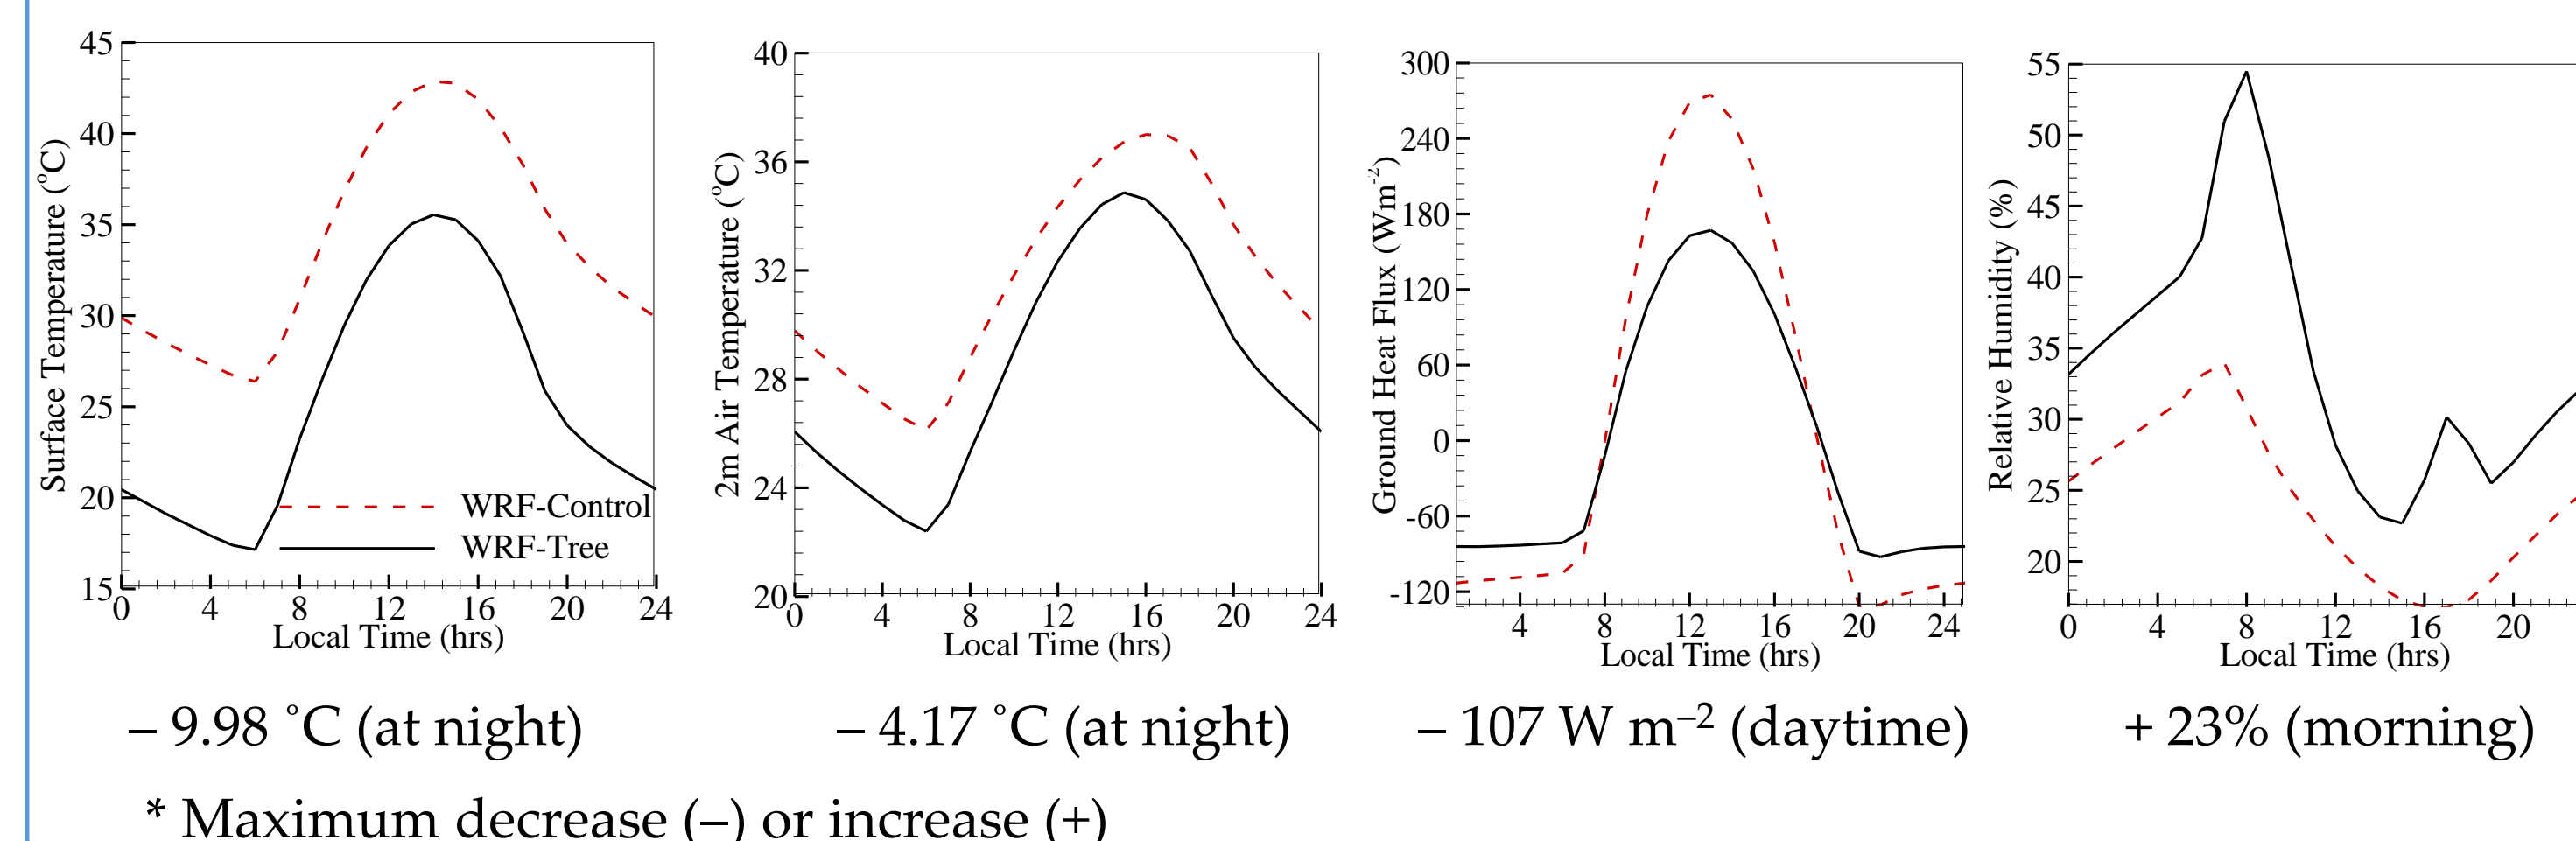 45
40
35
30
25
20
15
0 4 8 12 16 20 24
Surface Temperature (°C)
Local Time (hrs)
WRF-Control
WRF-Tree
40
36
32
28
24
20
0 4 8 12 16 20 24
2m Air Temperature (°C)
Local Time (hrs)
300
240
180
120
60
0
-60
-120
4 8 12 16 20 24
Ground Heat Flux (Wm⁻²)
Local Time (hrs)
55
50
45
40
35
30
25
20
0 4 8 12 16 20
Relative Humidity (%)
Local Time (hrs)
– 9.98 ˚C (at night)
– 4.17 ˚C (at night)
– 107 W m⁻² (daytime)
+ 23% (morning)
* Maximum decrease (–) or increase (+)